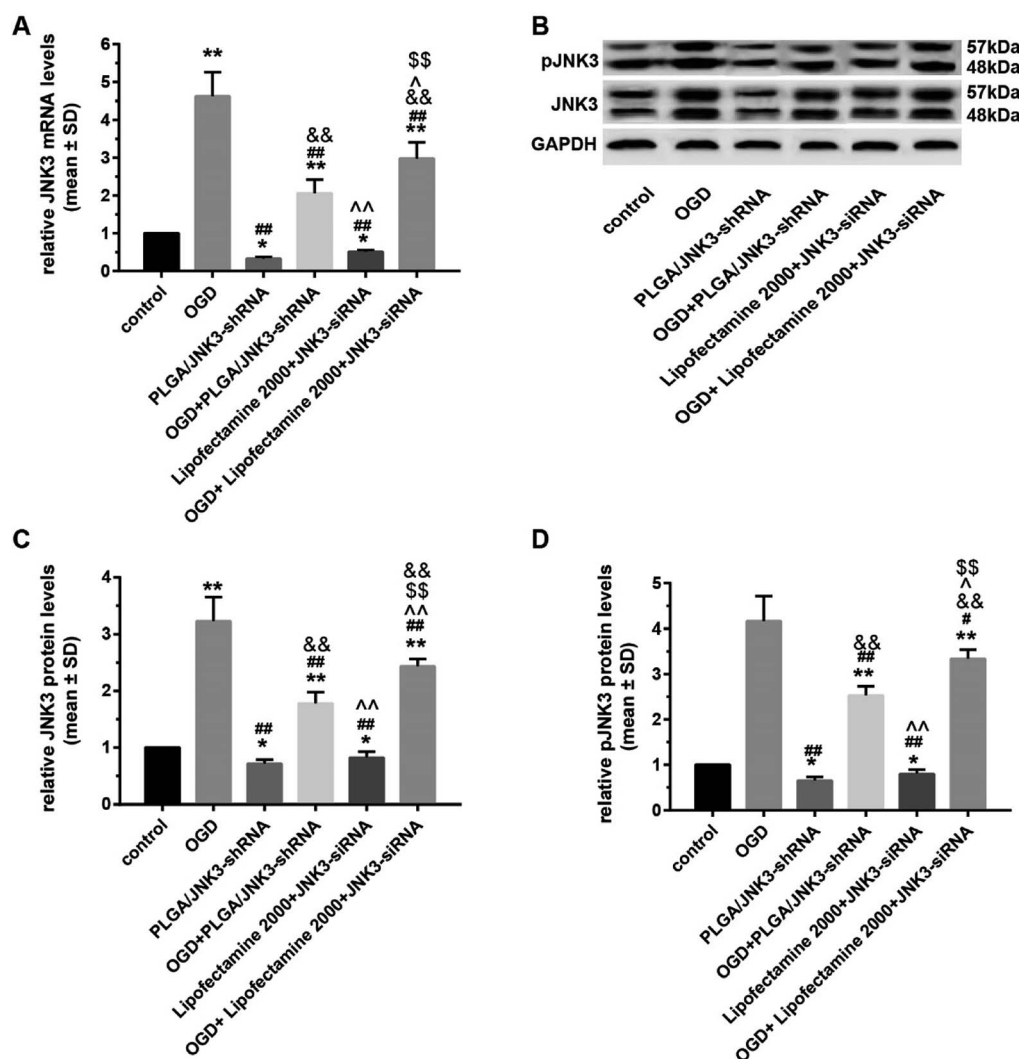 A
relative JNK3 mRNA levels
(mean ± SD)
6
5
4
3
2
1
0
**
##
*
&&
##
**
^^
##
*
$$
^
&&
##
**
control
OGD
PLGA/JNK3-shRNA
OGD+PLGA/JNK3-shRNA
Lipofectamine 2000+JNK3-siRNA
OGD+ Lipofectamine 2000+JNK3-siRNA
B
pJNK3
57kDa
48kDa
JNK3
57kDa
48kDa
GAPDH
control
OGD
PLGA/JNK3-shRNA
OGD+PLGA/JNK3-shRNA
Lipofectamine 2000+JNK3-siRNA
OGD+ Lipofectamine 2000+JNK3-siRNA
C
relative JNK3 protein levels
(mean ± SD)
4
3
2
1
0
**
##
*
&&
##
**
^^
##
*
&&
$$
^^
##
**
control
OGD
PLGA/JNK3-shRNA
OGD+PLGA/JNK3-shRNA
Lipofectamine 2000+JNK3-siRNA
OGD+ Lipofectamine 2000+JNK3-siRNA
D
relative pJNK3 protein levels
(mean ± SD)
5
4
3
2
1
0
##
*
&&
##
**
^^
##
*
$$
^
&&
#
**
control
OGD
PLGA/JNK3-shRNA
OGD+PLGA/JNK3-shRNA
Lipofectamine 2000+JNK3-siRNA
OGD+ Lipofectamine 2000+JNK3-siRNA